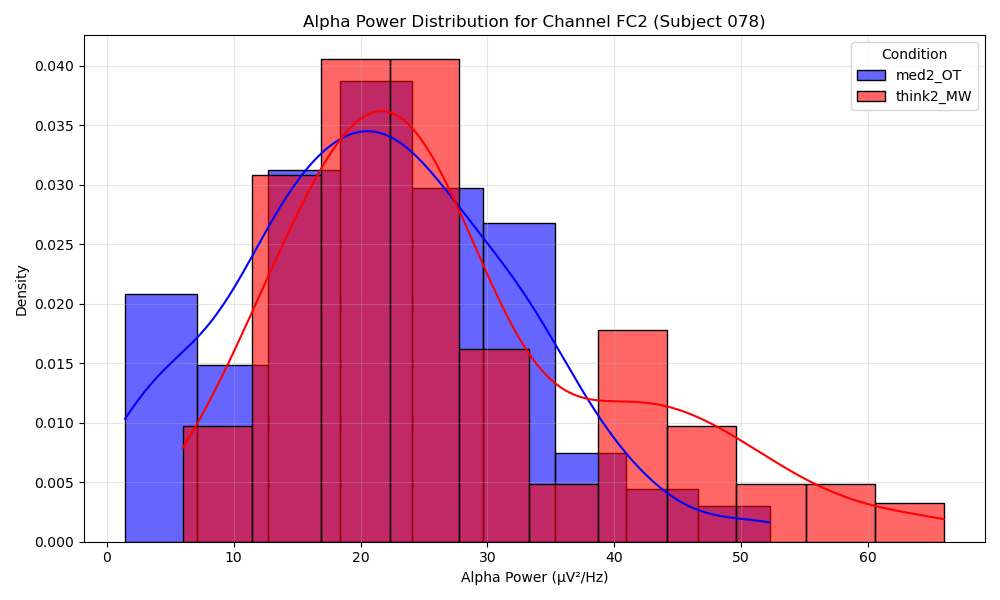 Alpha Power Distribution for Channel FC2 (Subject 078)
Condition
med2_OT
think2_MW
Density
0.040
0.035
0.030
0.025
0.020
0.015
0.010
0.005
0.000
0 10 20 30 40 50 60
Alpha Power (µV²/Hz)